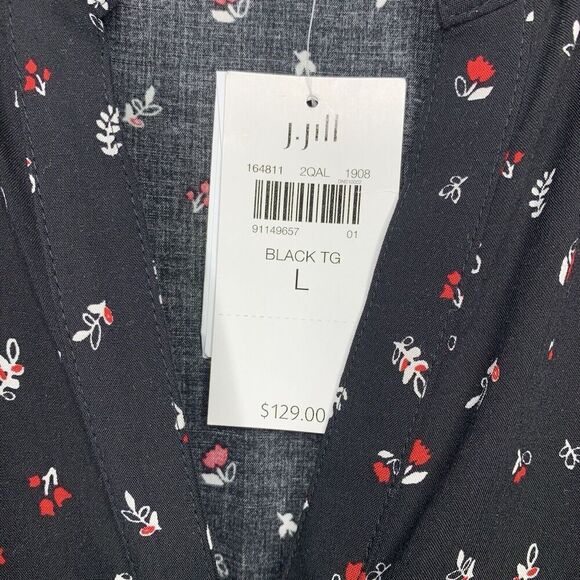 J.Jill
164811 2QAL 1908
91149657 01
BLACK TG
L
$129.00